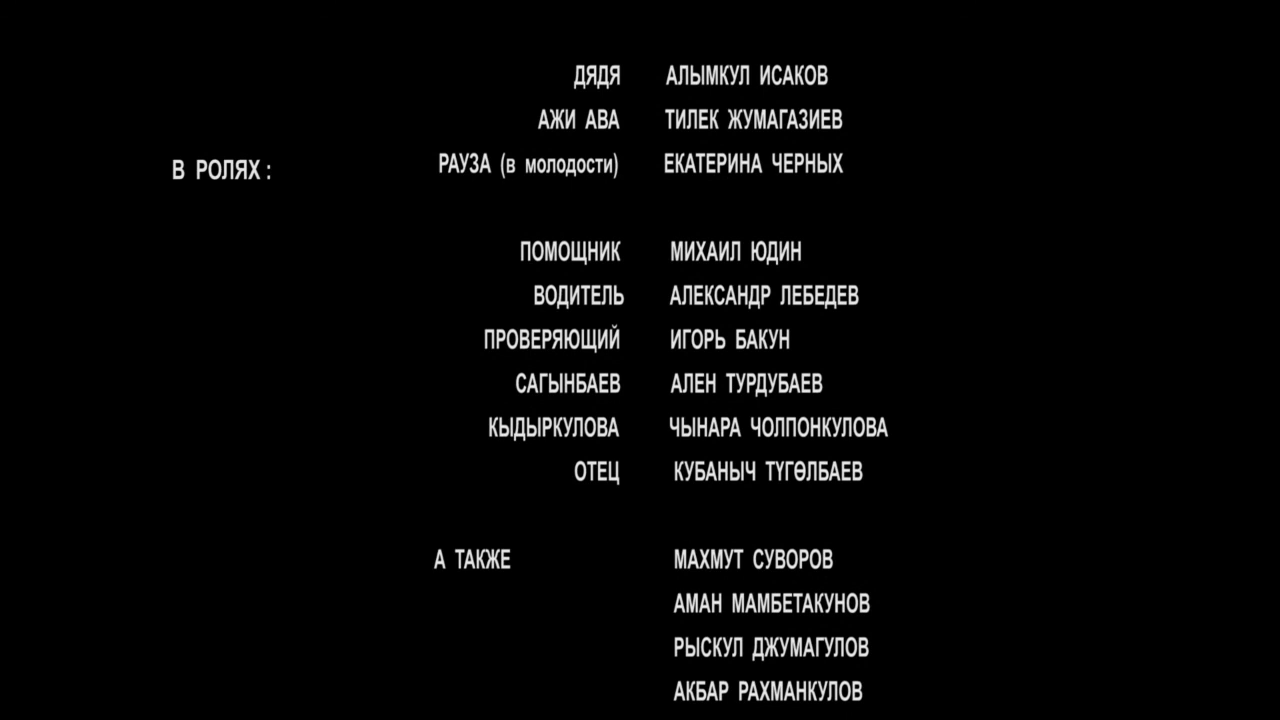 ДЯДЯ АЛЫМКУЛ ИСАКОВ
АЖИ АВА ТИЛЕК ЖУМАГАЗИЕВ
В РОЛЯХ : РАУЗА (в молодости) ЕКАТЕРИНА ЧЕРНЫХ
ПОМОЩНИК МИХАИЛ ЮДИН
ВОДИТЕЛЬ АЛЕКСАНДР ЛЕБЕДЕВ
ПРОВЕРЯЮЩИЙ ИГОРЬ БАКУН
САГЫНБАЕВ АЛЕН ТУРДУБАЕВ
КЫДЫРКУЛОВА ЧЫНАРА ЧОЛПОНКУЛОВА
ОТЕЦ КУБАНЫЧ ТҮГӨЛБАЕВ
А ТАКЖЕ МАХМУТ СУВОРОВ
АМАН МАМБЕТАКУНОВ
РЫСКУЛ ДЖУМАГУЛОВ
АКБАР РАХМАНКУЛОВ